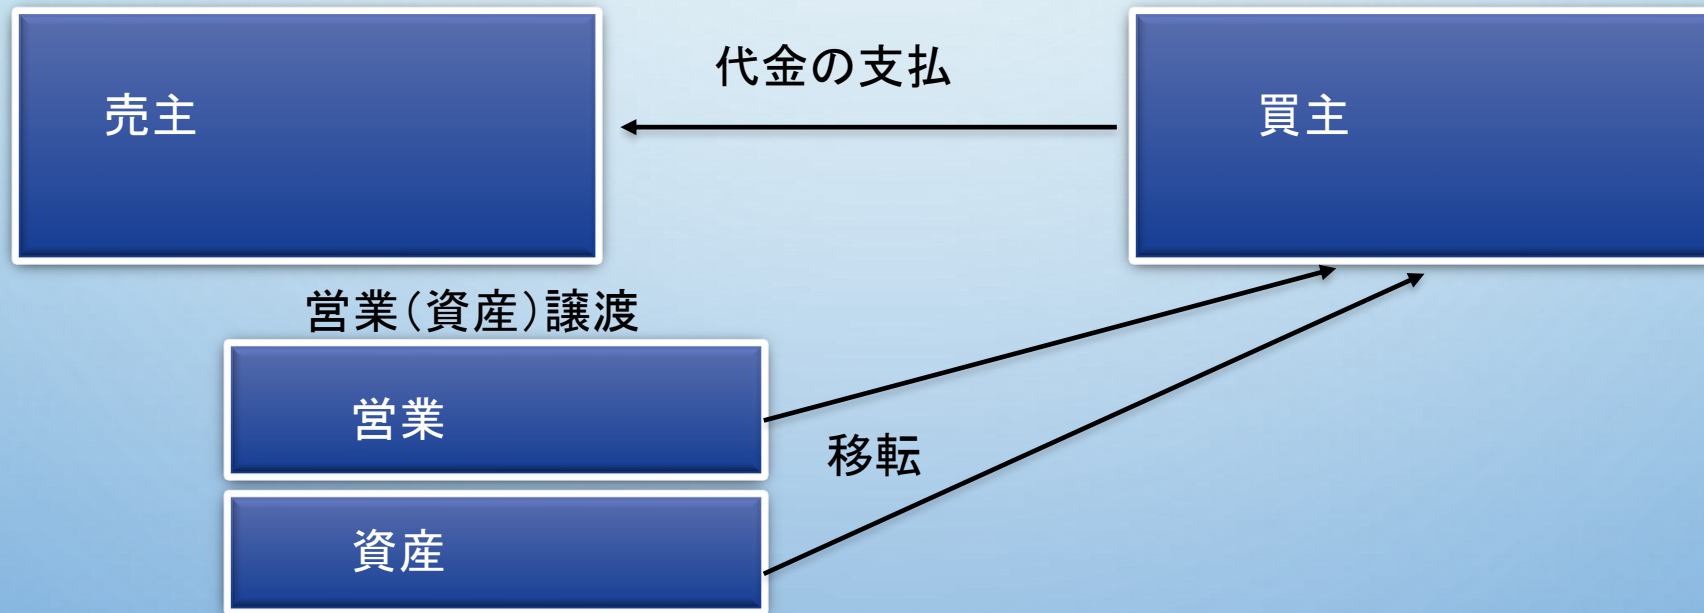 代金の支払
売主
買主
営業(資産)譲渡
営業
移転
資産